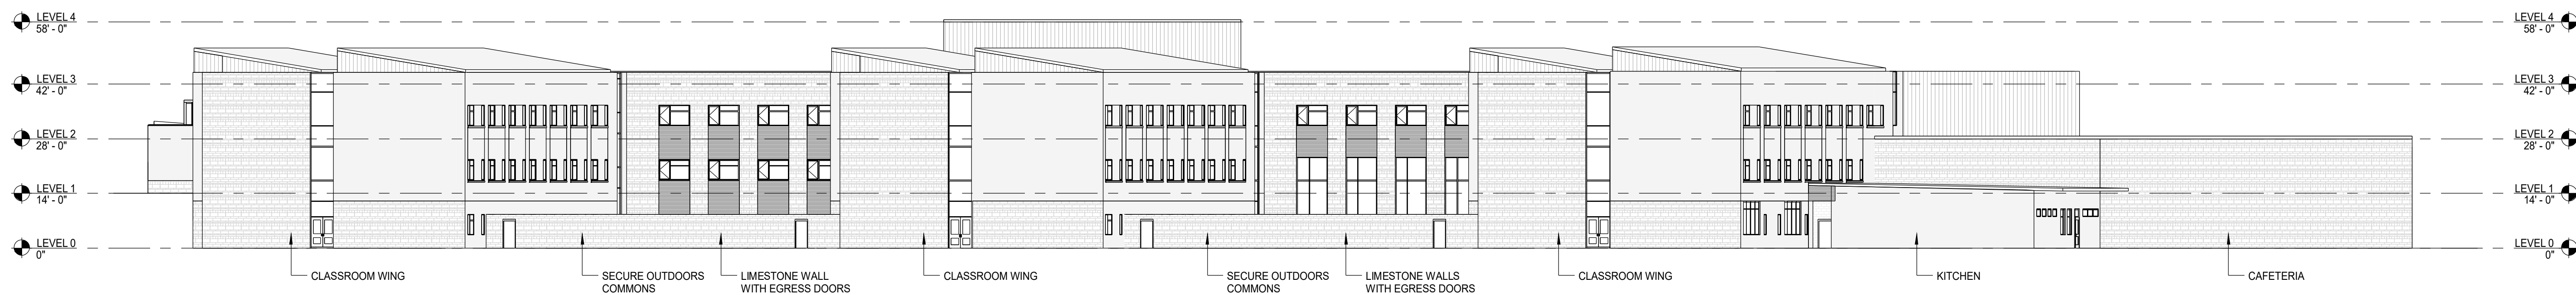 LEVEL 4
58' - 0"
LEVEL 3
42' - 0"
LEVEL 2
28' - 0"
LEVEL 1
14' - 0"
LEVEL 0
0"
CLASSROOM WING
SECURE OUTDOORS
COMMONS
LIMESTONE WALL
WITH EGRESS DOORS
CLASSROOM WING
SECURE OUTDOORS
COMMONS
LIMESTONE WALLS
WITH EGRESS DOORS
CLASSROOM WING
KITCHEN
CAFETERIA
LEVEL 4
58' - 0"
LEVEL 3
42' - 0"
LEVEL 2
28' - 0"
LEVEL 1
14' - 0"
LEVEL 0
0"